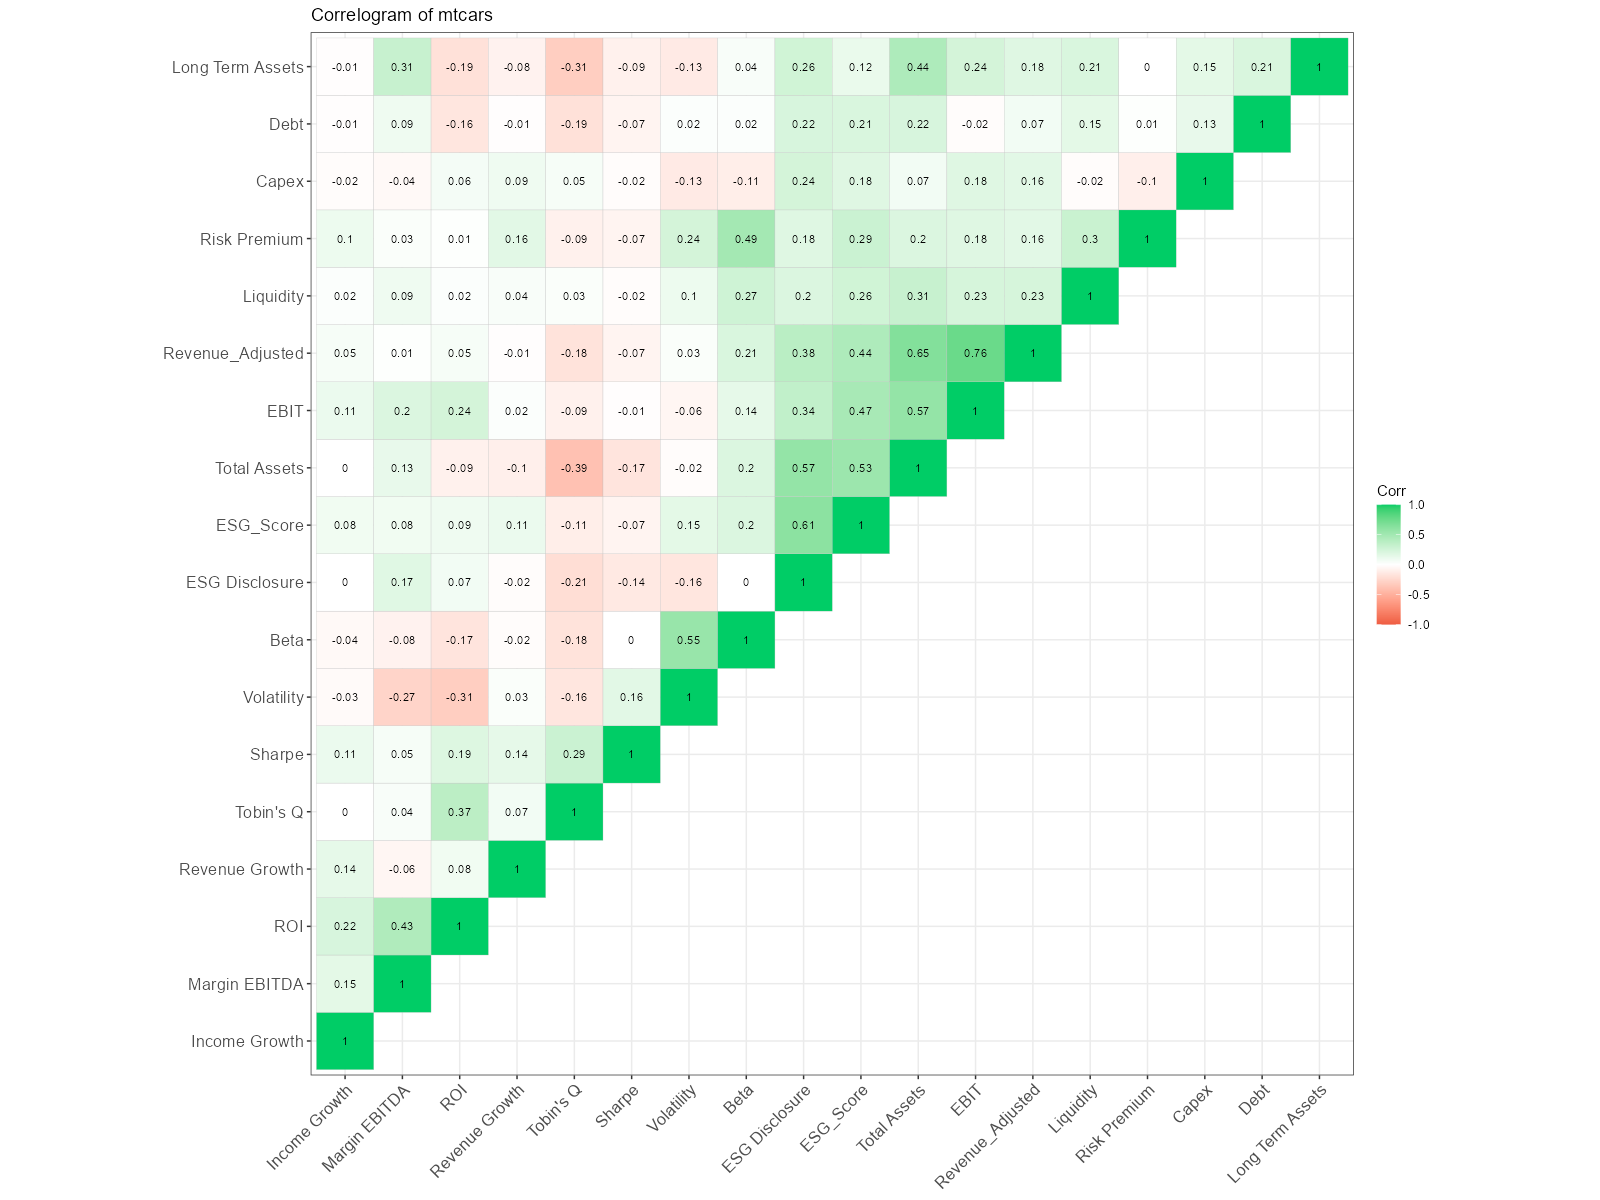 Correlogram of mtcars
Long Term Assets -0.01 0.31 -0.19 -0.08 -0.31 -0.09 -0.13 0.04 0.26 0.12 0.44 0.24 0.18 0.21 0 0.15 0.21 1
Debt -0.01 0.09 -0.16 -0.01 -0.19 -0.07 0.02 0.02 0.22 0.21 0.22 -0.02 0.07 0.15 0.01 0.13 1
Capex -0.02 -0.04 0.06 0.09 0.05 -0.02 -0.13 -0.11 0.24 0.18 0.07 0.18 0.16 -0.02 -0.1 1
Risk Premium 0.1 0.03 0.01 0.16 -0.09 -0.07 0.24 0.49 0.18 0.29 0.2 0.18 0.16 0.3 1
Liquidity 0.02 0.09 0.02 0.04 0.03 -0.02 0.1 0.27 0.2 0.26 0.31 0.23 0.23 1
Revenue_Adjusted 0.05 0.01 0.05 -0.01 -0.18 -0.07 0.03 0.21 0.38 0.44 0.65 0.76 1
EBIT 0.11 0.2 0.24 0.02 -0.09 -0.01 -0.06 0.14 0.34 0.47 0.57 1
Total Assets 0 0.13 -0.09 -0.1 -0.39 -0.17 -0.02 0.2 0.57 0.53 1
ESG_Score 0.08 0.08 0.09 0.11 -0.11 -0.07 0.15 0.2 0.61 1
ESG Disclosure 0 0.17 0.07 -0.02 -0.21 -0.14 -0.16 0 1
Beta -0.04 -0.08 -0.17 -0.02 -0.18 0 0.55 1
Volatility -0.03 -0.27 -0.31 0.03 -0.16 0.16 1
Sharpe 0.11 0.05 0.19 0.14 0.29 1
Tobin's Q 0 0.04 0.37 0.07 1
Revenue Growth 0.14 -0.06 0.08 1
ROI 0.22 0.43 1
Margin EBITDA 0.15 1
Income Growth 1
Income Growth
Margin EBITDA
ROI
Revenue Growth
Tobin's Q
Sharpe
Volatility
Beta
ESG Disclosure
ESG_Score
Total Assets
EBIT
Revenue_Adjusted
Liquidity
Risk Premium
Capex
Debt
Long Term Assets
Corr
1.0
0.5
0.0
-0.5
-1.0